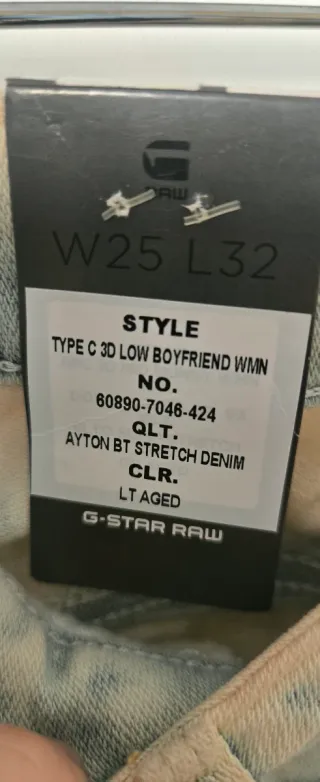 G
RAW
W25 L32
STYLE
TYPE C 3D LOW BOYFRIEND WMN
NO.
60890-7046-424
QLT.
AYTON BT STRETCH DENIM
CLR.
LT AGED
G-STAR RAW